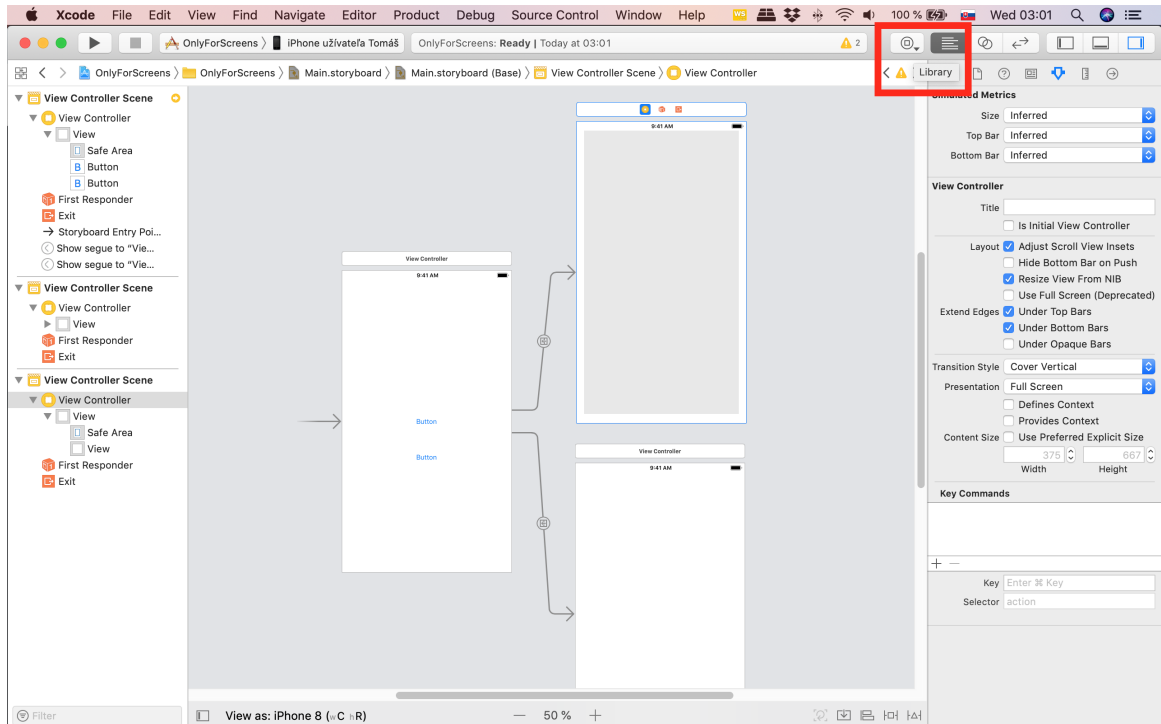 Xcode File Edit View Find Navigate Editor Product Debug Source Control Window Help WS 100 % Wed 03:01
OnlyForScreens 〉 iPhone užívateľa Tomáš OnlyForScreens: Ready | Today at 03:01 2
OnlyForScreens 〉 OnlyForScreens 〉 Main.storyboard 〉 Main.storyboard (Base) 〉 View Controller Scene 〉 View Controller
Library
View Controller Scene
View Controller
View
Safe Area
B Button
B Button
First Responder
Exit
Storyboard Entry Poi...
Show segue to "Vie...
Show segue to "Vie...
View Controller Scene
View Controller
View
First Responder
Exit
View Controller Scene
View Controller
View
Safe Area
View
First Responder
Exit
Filter
View Controller
9:41 AM
Button
Button
9:41 AM
View Controller
9:41 AM
View as: iPhone 8 (wC hR)
— 50 % +
Simulated Metrics
Size Inferred
Top Bar Inferred
Bottom Bar Inferred
View Controller
Title
Is Initial View Controller
Layout Adjust Scroll View Insets
Hide Bottom Bar on Push
Resize View From NIB
Use Full Screen (Deprecated)
Extend Edges Under Top Bars
Under Bottom Bars
Under Opaque Bars
Transition Style Cover Vertical
Presentation Full Screen
Defines Context
Provides Context
Content Size Use Preferred Explicit Size
375 667
Width Height
Key Commands
+ —
Key Enter ⌘ Key
Selector action